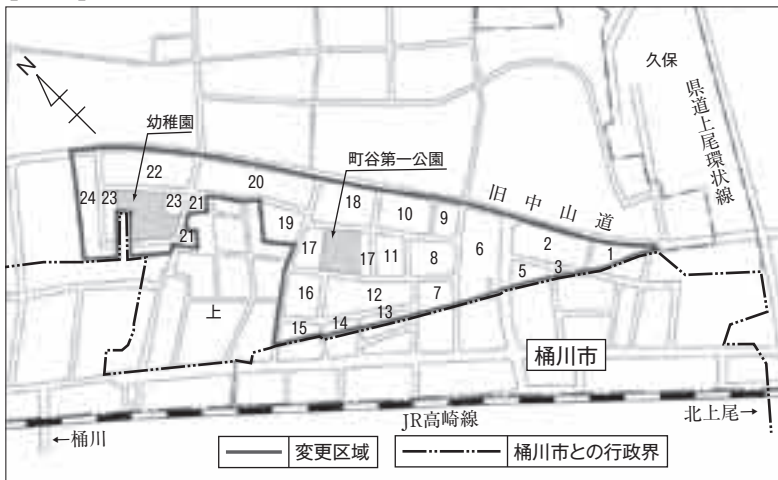 久保
県道上尾環状線
N
幼稚園
町谷第一公園
旧中山道
22
24
23
23
21
20
21
19
18
10
9
17
17
11
8
6
2
1
5
3
16
12
7
13
15
14
上
桶川市
JR高崎線
北上尾→
←桶川
変更区域
桶川市との行政界